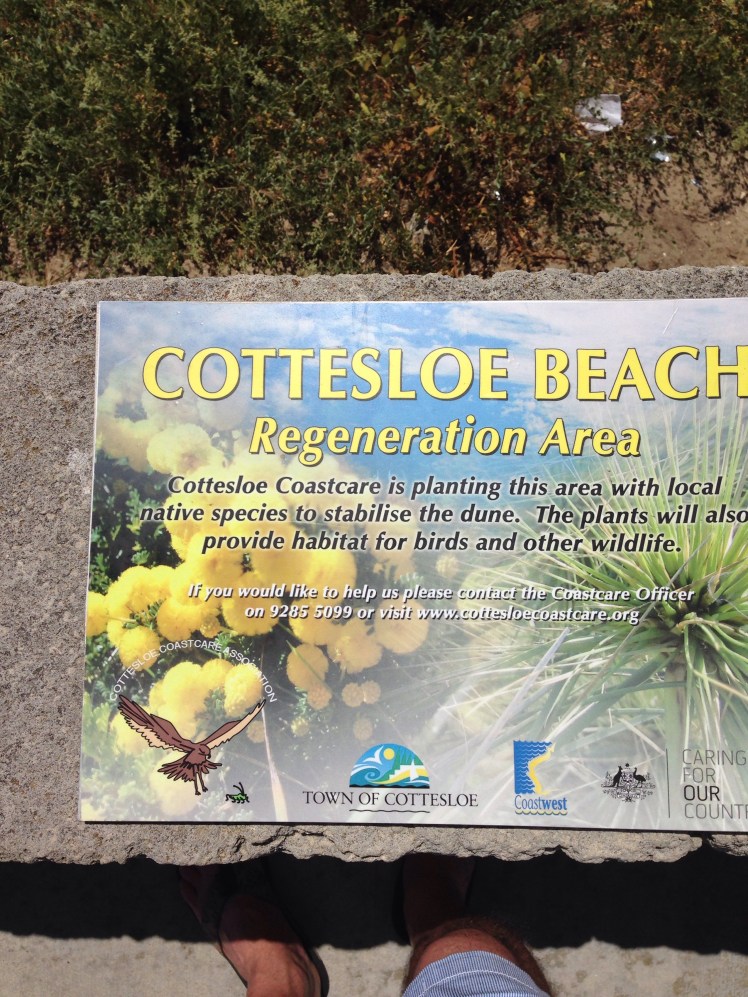 COTTESLOE BEACH
Regeneration Area
Cottesloe Coastcare is planting this area with local
native species to stabilise the dune. The plants will also
provide habitat for birds and other wildlife.
If you would like to help us please contact the Coastcare Officer
on 9285 5099 or visit www.cottesloecoastcare.org
COTTESLOE COASTCARE ASSOCIATION
TOWN OF COTTESLOE
Coastwest
CARING
FOR
OUR
COUNT